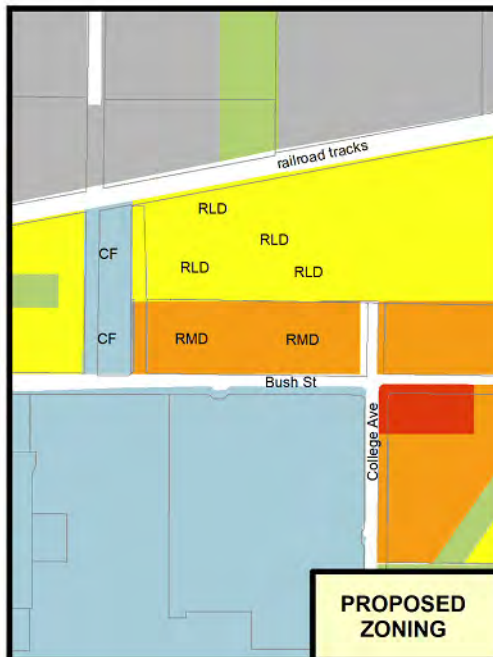 railroad tracks
RLD
RLD
CF
RLD
RLD
CF
RMD
RMD
Bush St
College Ave
PROPOSED
ZONING